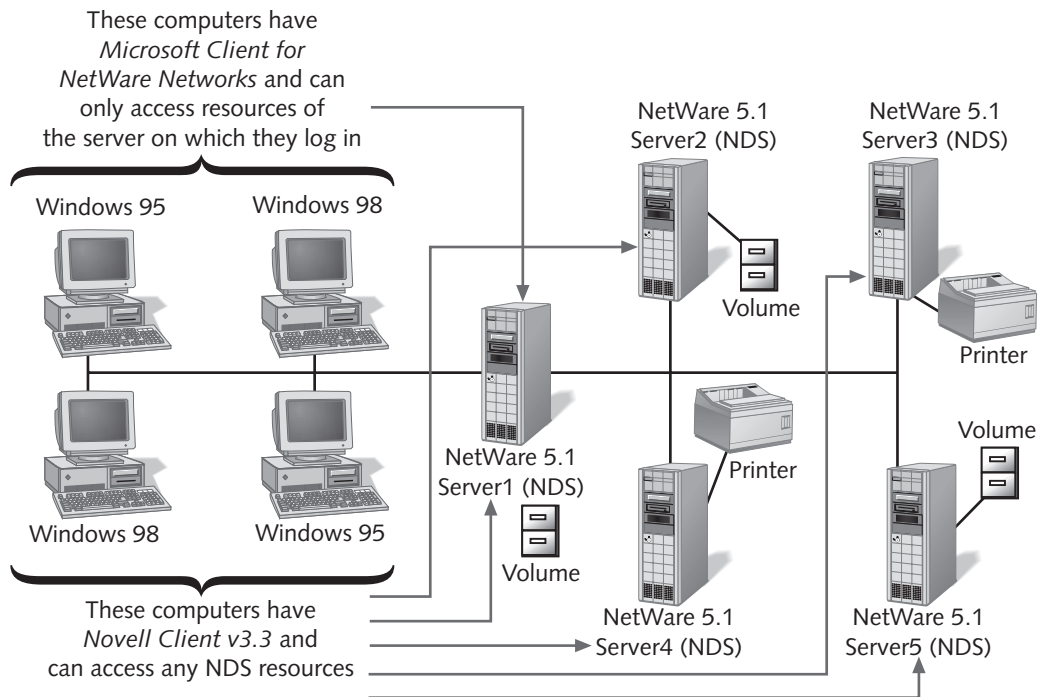 These computers have
Microsoft Client for
NetWare Networks and can
only access resources of
the server on which they log in
Windows 95
Windows 98
Windows 98
Windows 95
These computers have
Novell Client v3.3 and
can access any NDS resources
NetWare 5.1
Server1 (NDS)
Volume
NetWare 5.1
Server2 (NDS)
Volume
NetWare 5.1
Server3 (NDS)
Printer
Printer
NetWare 5.1
Server4 (NDS)
Volume
NetWare 5.1
Server5 (NDS)